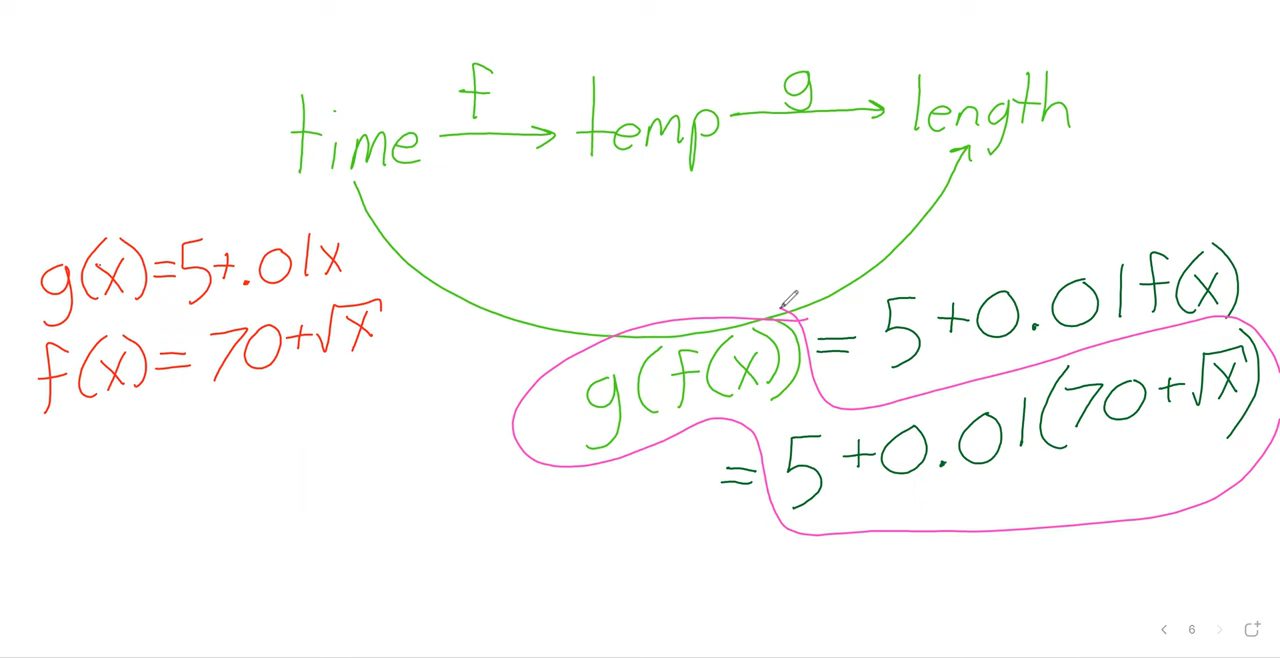 f g
time → temp → length
g(x)=5+.01x
f(x)=70+√x
g(f(x)) = 5+0.01f(x)
= 5+0.01(70+√x)
6